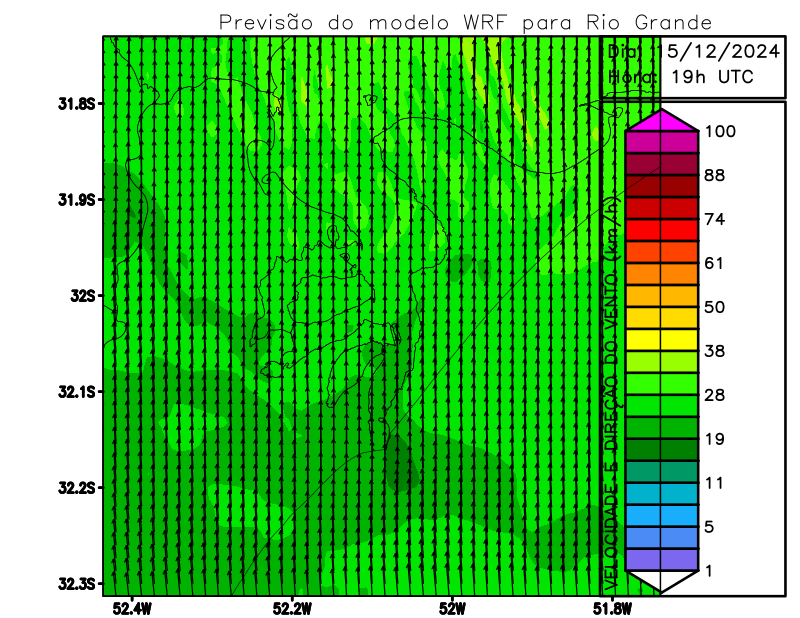 Previsão do modelo WRF para Rio Grande
Dia: 15/12/2024
Hora: 19h UTC
VELOCIDADE E DIREÇÃO DO VENTO (km/h)
100
88
74
61
50
38
28
19
11
5
1
31.8S
31.9S
32S
32.1S
32.2S
32.3S
52.4W 52.2W 52W 51.8W